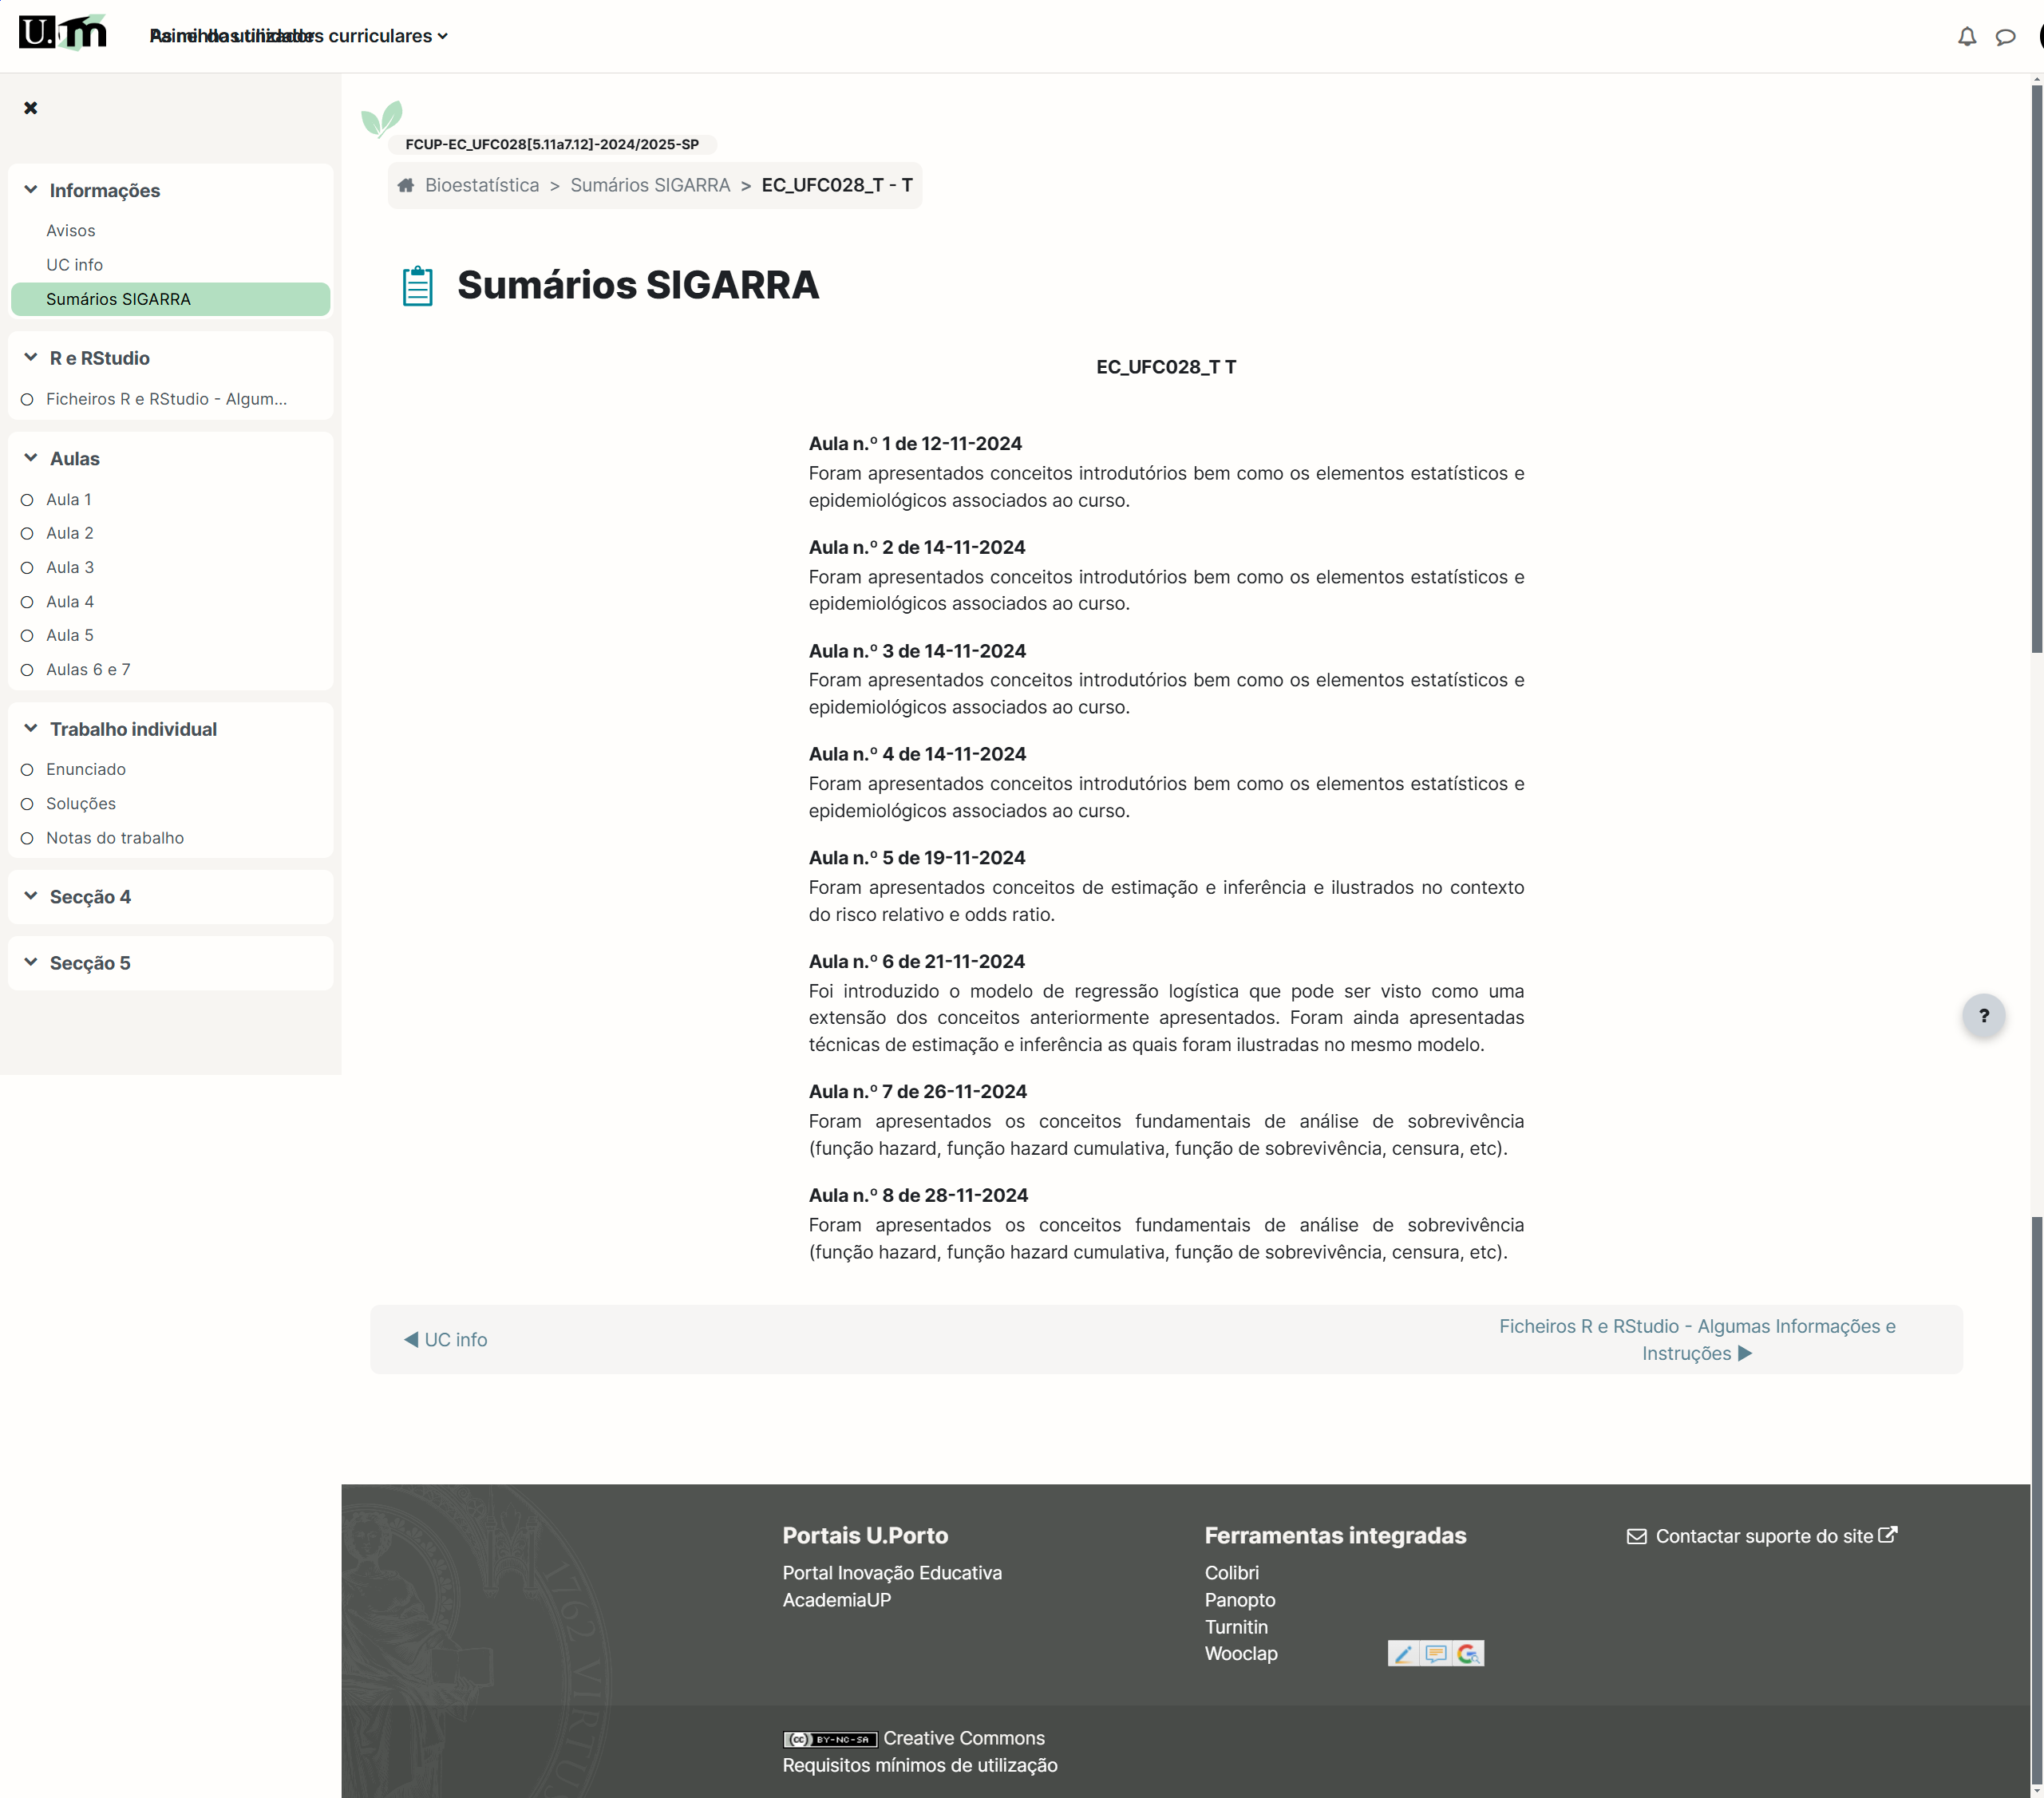 U.
As minhas unidades curriculares
FCUP-EC_UFC028[5.11a7.12]-2024/2025-SP
Bioestatística > Sumários SIGARRA > EC_UFC028_T - T
Informações
Avisos
UC info
Sumários SIGARRA
R e RStudio
Ficheiros R e RStudio - Algum...
Aulas
Aula 1
Aula 2
Aula 3
Aula 4
Aula 5
Aulas 6 e 7
Trabalho individual
Enunciado
Soluções
Notas do trabalho
Secção 4
Secção 5
Sumários SIGARRA
EC_UFC028_T T
Aula n.º 1 de 12-11-2024
Foram apresentados conceitos introdutórios bem como os elementos estatísticos e
epidemiológicos associados ao curso.
Aula n.º 2 de 14-11-2024
Foram apresentados conceitos introdutórios bem como os elementos estatísticos e
epidemiológicos associados ao curso.
Aula n.º 3 de 14-11-2024
Foram apresentados conceitos introdutórios bem como os elementos estatísticos e
epidemiológicos associados ao curso.
Aula n.º 4 de 14-11-2024
Foram apresentados conceitos introdutórios bem como os elementos estatísticos e
epidemiológicos associados ao curso.
Aula n.º 5 de 19-11-2024
Foram apresentados conceitos de estimação e inferência e ilustrados no contexto
do risco relativo e odds ratio.
Aula n.º 6 de 21-11-2024
Foi introduzido o modelo de regressão logística que pode ser visto como uma
extensão dos conceitos anteriormente apresentados. Foram ainda apresentadas
técnicas de estimação e inferência as quais foram ilustradas no mesmo modelo.
Aula n.º 7 de 26-11-2024
Foram apresentados os conceitos fundamentais de análise de sobrevivência
(função hazard, função hazard cumulativa, função de sobrevivência, censura, etc).
Aula n.º 8 de 28-11-2024
Foram apresentados os conceitos fundamentais de análise de sobrevivência
(função hazard, função hazard cumulativa, função de sobrevivência, censura, etc).
?
◀ UC info
Ficheiros R e RStudio - Algumas Informações e
Instruções ▶
Portais U.Porto
Portal Inovação Educativa
AcademiaUP
Ferramentas integradas
Colibri
Panopto
Turnitin
Wooclap
Contactar suporte do site
1762 VIRTU
cc BY-NC-SA Creative Commons
Requisitos mínimos de utilização